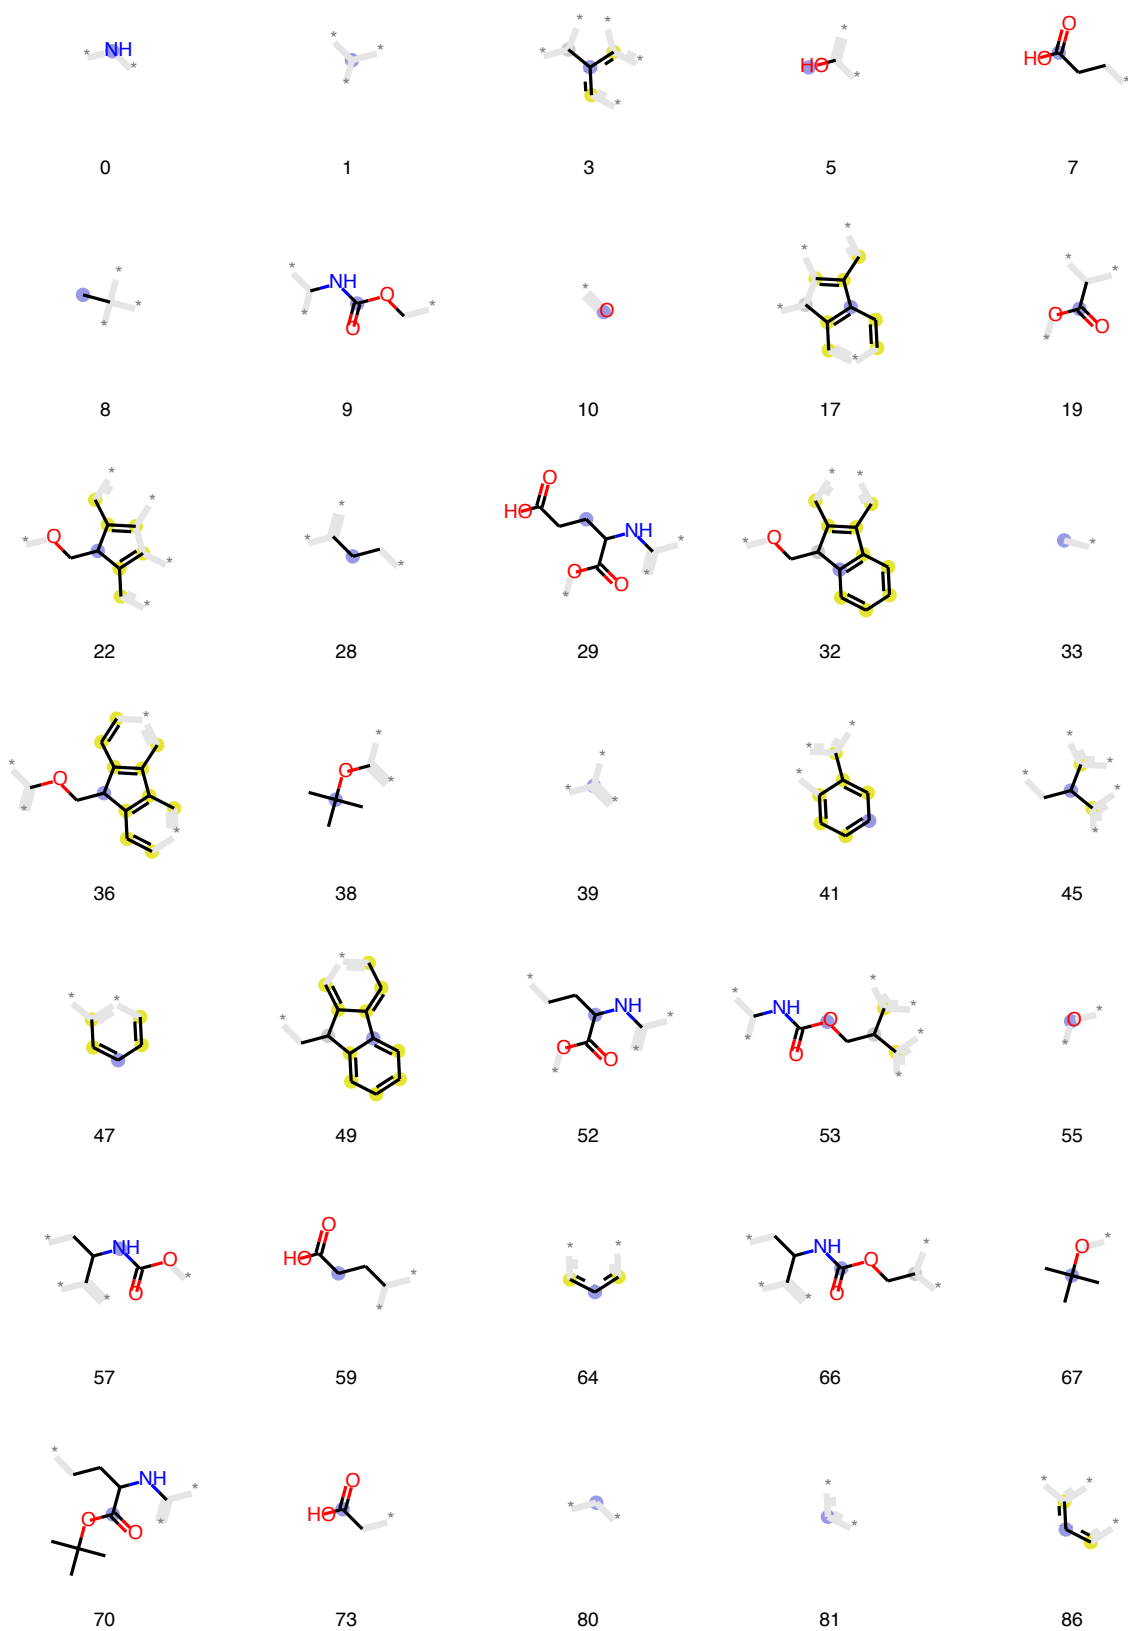 * NH *
* * *
* * * * *
HO * *
O HO *
0 1 3 5 7
* * *
* NH O * O *
* O
* * * *
* * O O *
8 9 10 17 19
* * * * O *
* * *
O HO NH * * O * O *
* * O *
22 28 29 32 33
* O * * *
* O * *
* * *
* * *
* * * *
36 38 39 41 45
* * *
* NH * O * O *
* NH O O * * * *
* O *
47 49 52 53 55
* NH O * * O
O HO * *
* *
* NH O * * O *
* * O
57 59 64 66 67
* NH * * O O
O HO *
* *
* *
* * *
70 73 80 81 86